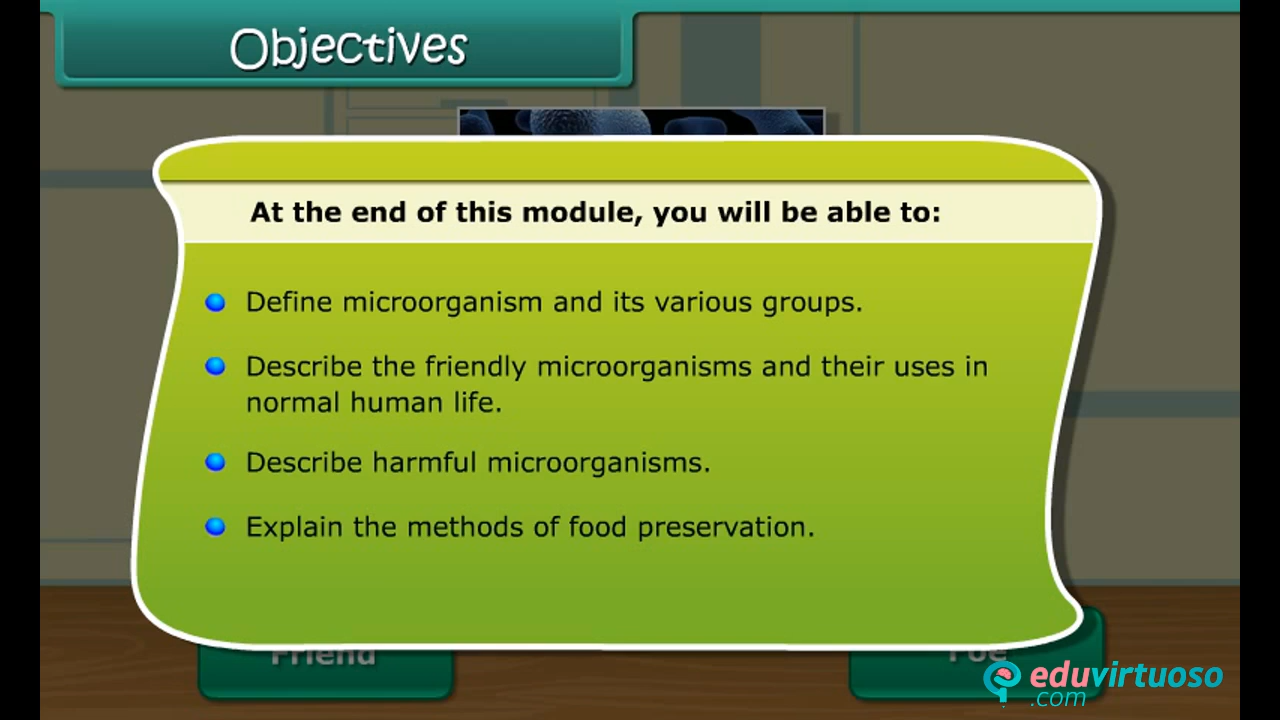 Objectives
At the end of this module, you will be able to:
Define microorganism and its various groups.
Describe the friendly microorganisms and their uses in
normal human life.
Describe harmful microorganisms.
Explain the methods of food preservation.
Friend
Foe
eduvirtuoso
.com